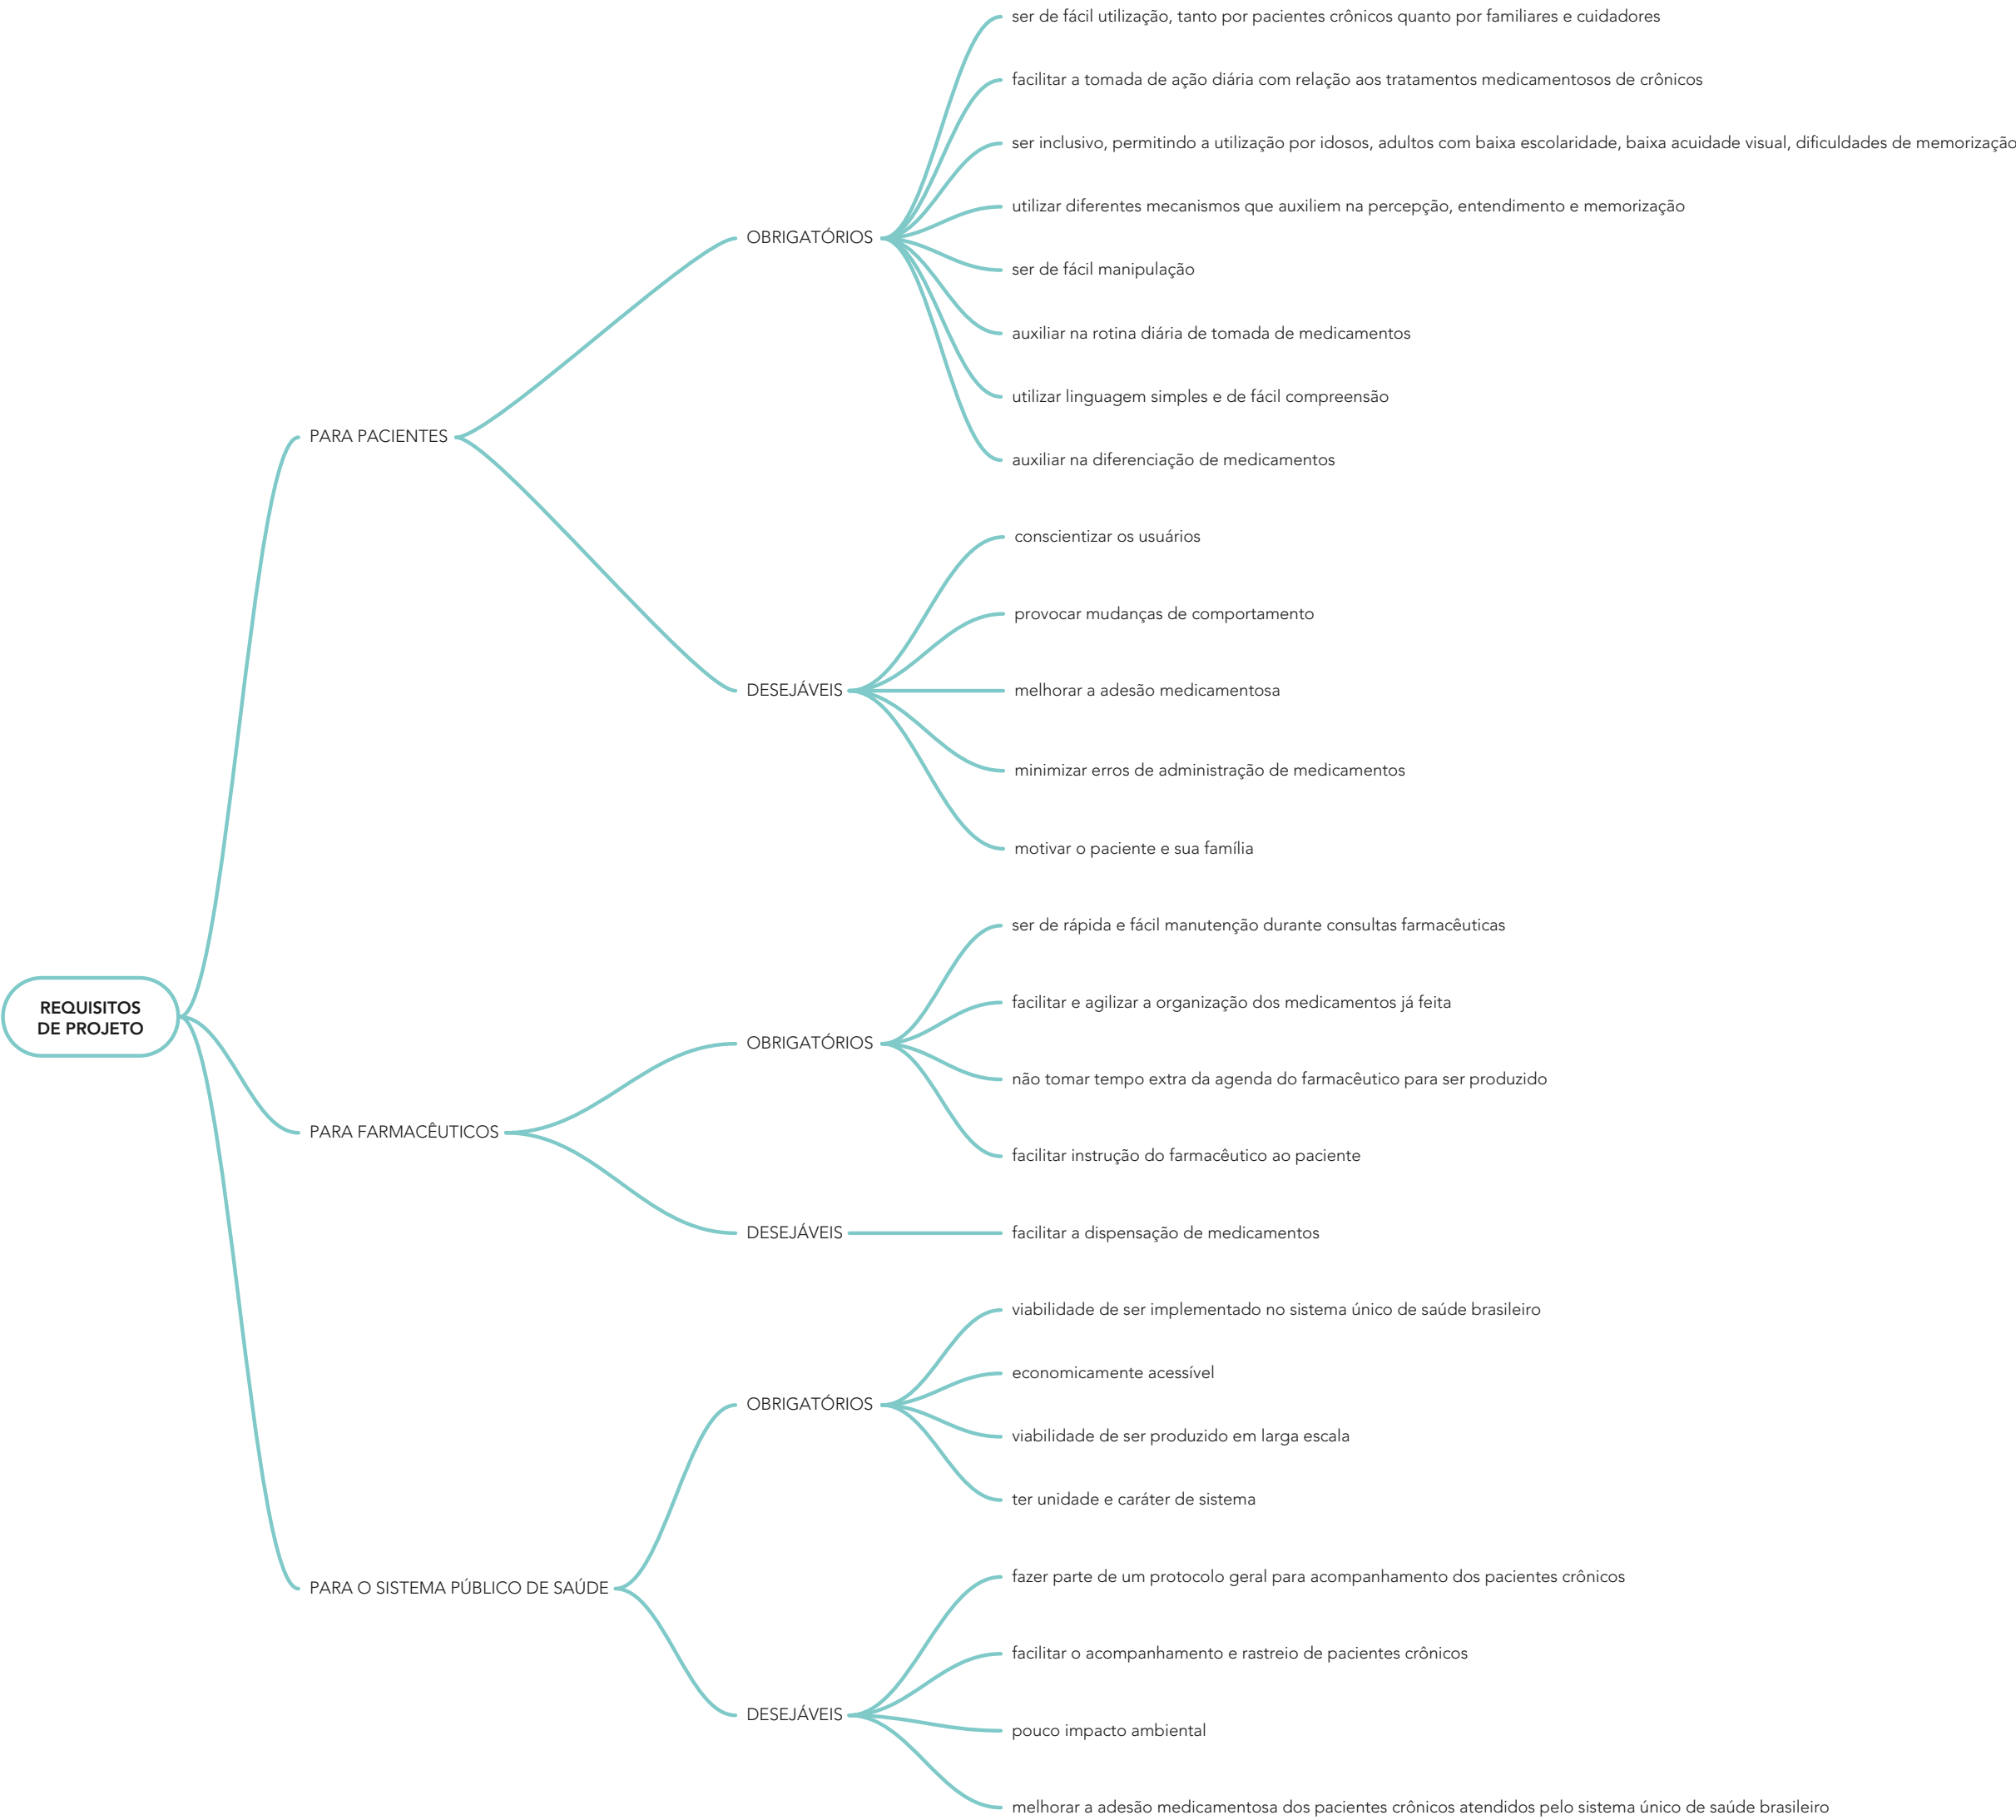 REQUISITOS
DE PROJETO
PARA PACIENTES
OBRIGATÓRIOS
ser de fácil utilização, tanto por pacientes crônicos quanto por familiares e cuidadores
facilitar a tomada de ação diária com relação aos tratamentos medicamentosos de crônicos
ser inclusivo, permitindo a utilização por idosos, adultos com baixa escolaridade, baixa acuidade visual, dificuldades de memorização
utilizar diferentes mecanismos que auxiliem na percepção, entendimento e memorização
ser de fácil manipulação
auxiliar na rotina diária de tomada de medicamentos
utilizar linguagem simples e de fácil compreensão
auxiliar na diferenciação de medicamentos
DESEJÁVEIS
conscientizar os usuários
provocar mudanças de comportamento
melhorar a adesão medicamentosa
minimizar erros de administração de medicamentos
motivar o paciente e sua família
PARA FARMACÊUTICOS
OBRIGATÓRIOS
ser de rápida e fácil manutenção durante consultas farmacêuticas
facilitar e agilizar a organização dos medicamentos já feita
não tomar tempo extra da agenda do farmacêutico para ser produzido
facilitar instrução do farmacêutico ao paciente
DESEJÁVEIS
facilitar a dispensação de medicamentos
PARA O SISTEMA PÚBLICO DE SAÚDE
OBRIGATÓRIOS
viabilidade de ser implementado no sistema único de saúde brasileiro
economicamente acessível
viabilidade de ser produzido em larga escala
ter unidade e caráter de sistema
DESEJÁVEIS
fazer parte de um protocolo geral para acompanhamento dos pacientes crônicos
facilitar o acompanhamento e rastreio de pacientes crônicos
pouco impacto ambiental
melhorar a adesão medicamentosa dos pacientes crônicos atendidos pelo sistema único de saúde brasileiro